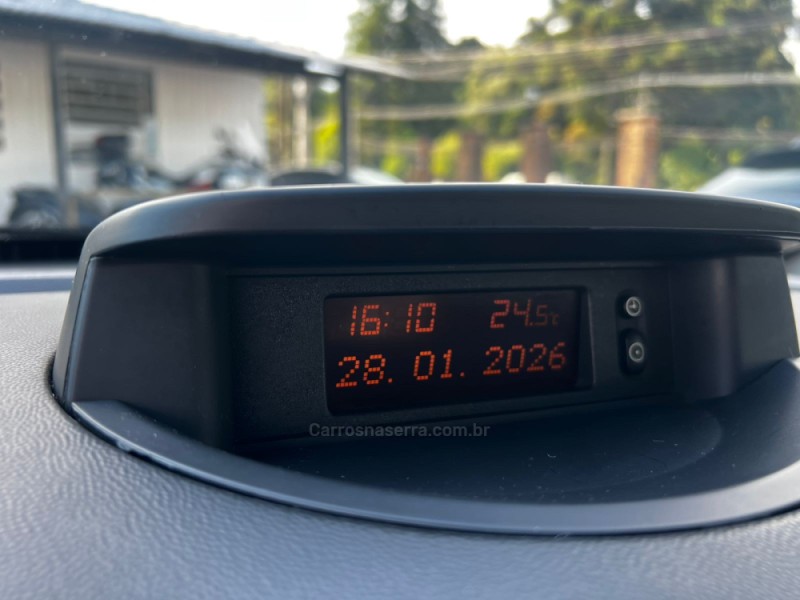 16:10 24.5°C
28. 01. 2026
Carrosnaserra.com.br